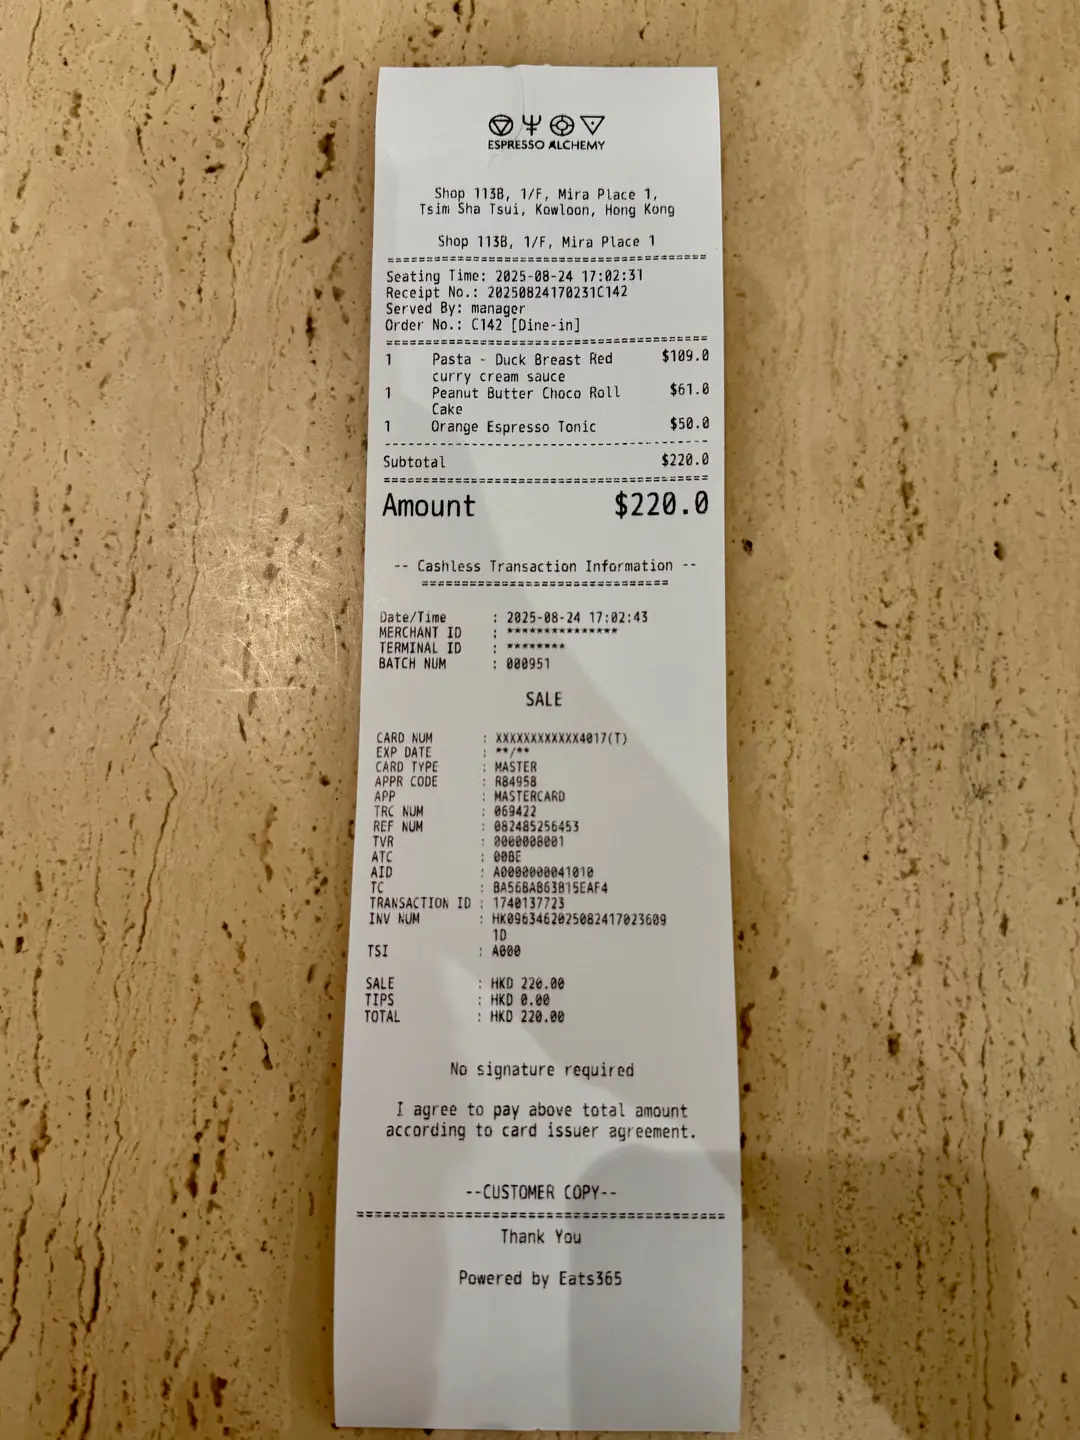 ESPRESSO ALCHEMY
Shop 113B, 1/F, Mira Place 1,
Tsim Sha Tsui, Kowloon, Hong Kong
Shop 113B, 1/F, Mira Place 1
Seating Time: 2025-08-24 17:02:31
Receipt No.: 20250824170231C142
Served By: manager
Order No.: C142 [Dine-in]
1 Pasta - Duck Breast Red $109.0
curry cream sauce
1 Peanut Butter Choco Roll $61.0
Cake
1 Orange Espresso Tonic $50.0
Subtotal $220.0
Amount $220.0
-- Cashless Transaction Information --
Date/Time : 2025-08-24 17:02:43
MERCHANT ID : ***************
TERMINAL ID : ********
BATCH NUM : 000951
SALE
CARD NUM : XXXXXXXXXXXX4017(T)
EXP DATE : **/**
CARD TYPE : MASTER
APPR CODE : R84958
APP : MASTERCARD
TRC NUM : 069422
REF NUM : 082485256453
TVR : 0000008001
ATC : 00BE
AID : A0000000041010
TC : BA56BAB63B15EAF4
TRANSACTION ID : 1740137723
INV NUM : HK0963462025082417023609
1D
TSI : A000
SALE : HKD 220.00
TIPS : HKD 0.00
TOTAL : HKD 220.00
No signature required
I agree to pay above total amount
according to card issuer agreement.
--CUSTOMER COPY--
Thank You
Powered by Eats365